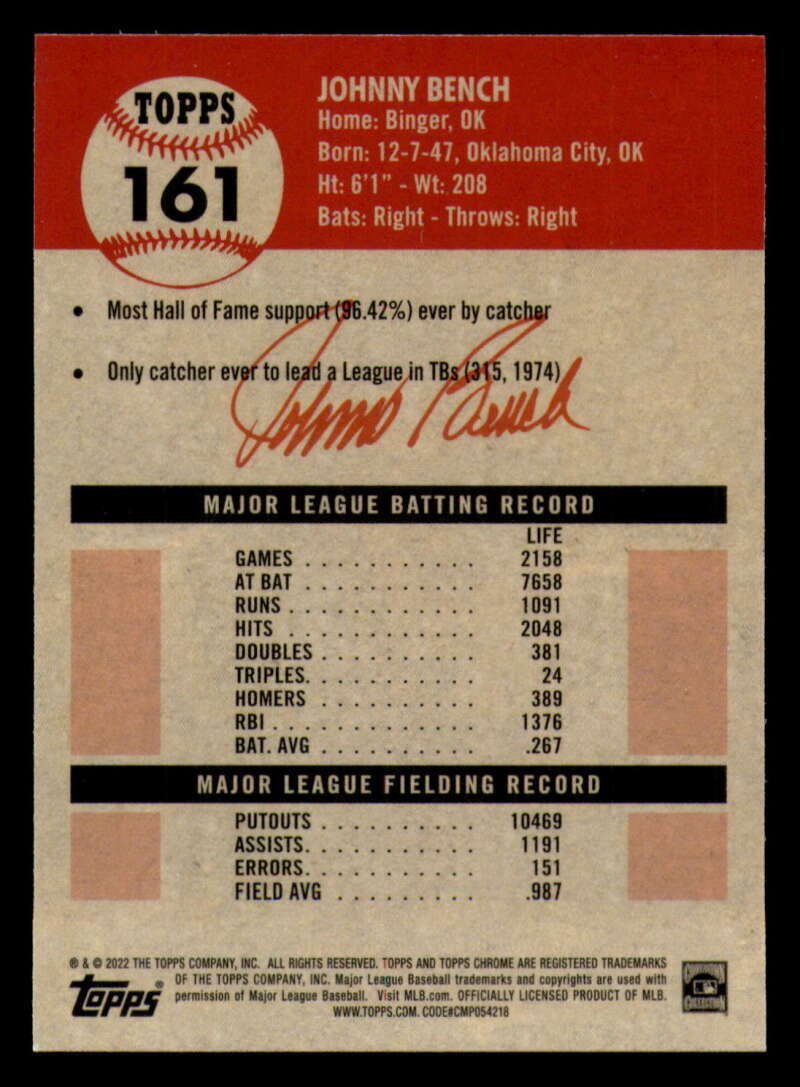 TOPPS
161
JOHNNY BENCH
Home: Binger, OK
Born: 12-7-47, Oklahoma City, OK
Ht: 6'1" - Wt: 208
Bats: Right - Throws: Right
• Most Hall of Fame support (96.42%) ever by catcher
• Only catcher ever to lead a League in TBs (315, 1974)
Johnny Bench
MAJOR LEAGUE BATTING RECORD
LIFE
GAMES . . . . . . . . . . . 2158
AT BAT . . . . . . . . . . . 7658
RUNS . . . . . . . . . . . . 1091
HITS . . . . . . . . . . . . 2048
DOUBLES . . . . . . . . . . 381
TRIPLES. . . . . . . . . . . 24
HOMERS . . . . . . . . . . 389
RBI . . . . . . . . . . . . . 1376
BAT. AVG . . . . . . . . . . .267
MAJOR LEAGUE FIELDING RECORD
PUTOUTS . . . . . . . . . . 10469
ASSISTS. . . . . . . . . . . 1191
ERRORS. . . . . . . . . . . 151
FIELD AVG . . . . . . . . . .987
® & © 2022 THE TOPPS COMPANY, INC. ALL RIGHTS RESERVED. TOPPS AND TOPPS CHROME ARE REGISTERED TRADEMARKS
OF THE TOPPS COMPANY, INC. Major League Baseball trademarks and copyrights are used with
permission of Major League Baseball. Visit MLB.com. OFFICIALLY LICENSED PRODUCT OF MLB.
WWW.TOPPS.COM. CODE#CMP054218
Topps®
COOPERSTOWN
COLLECTION